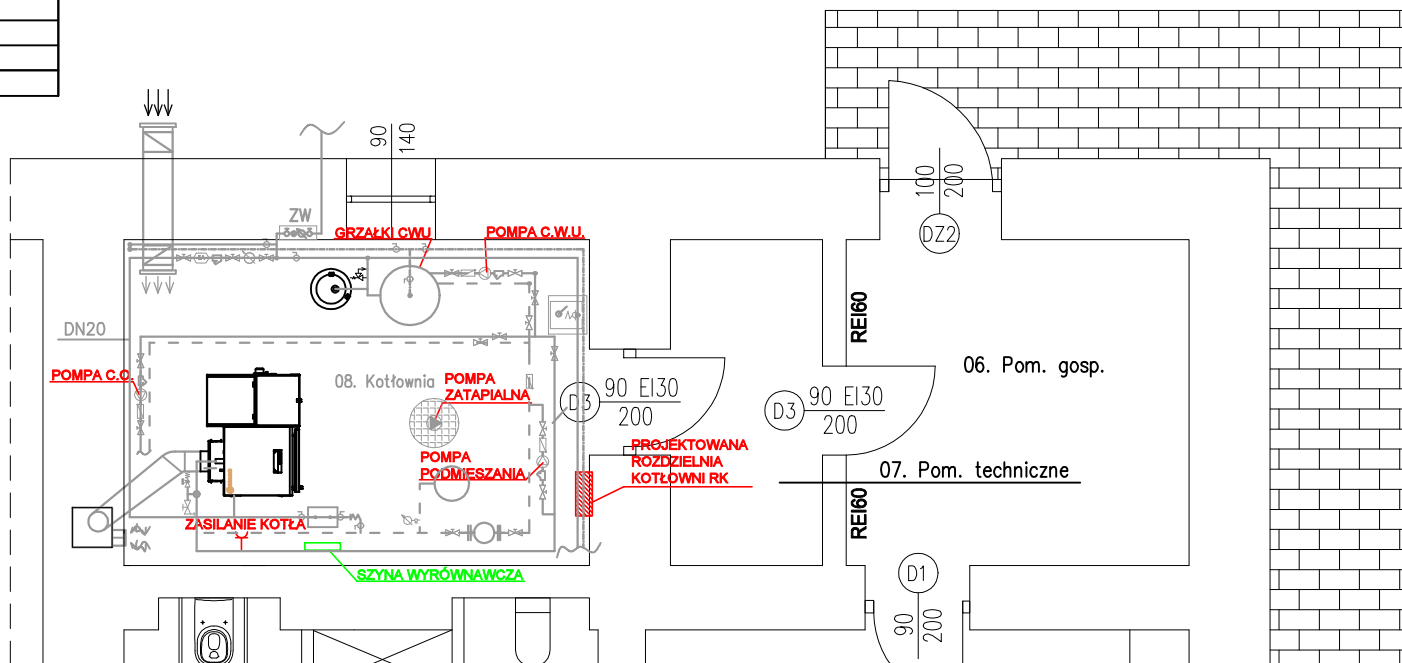 90
140
ZW
GRZAŁKI CWU
POMPA C.W.U.
100
200
DZ2
DN20
REI60
POMPA C.O.
08. Kotłownia
POMPA
ZATAPIALNA
D3
90 EI30
200
D3
90 EI30
200
06. Pom. gosp.
POMPA
PODMIESZANIA
PROJEKTOWANA
ROZDZIELNIA
KOTŁOWNI RK
07. Pom. techniczne
REI60
ZASILANIE KOTŁA
SZYNA WYRÓWNAWCZA
D1
90
200